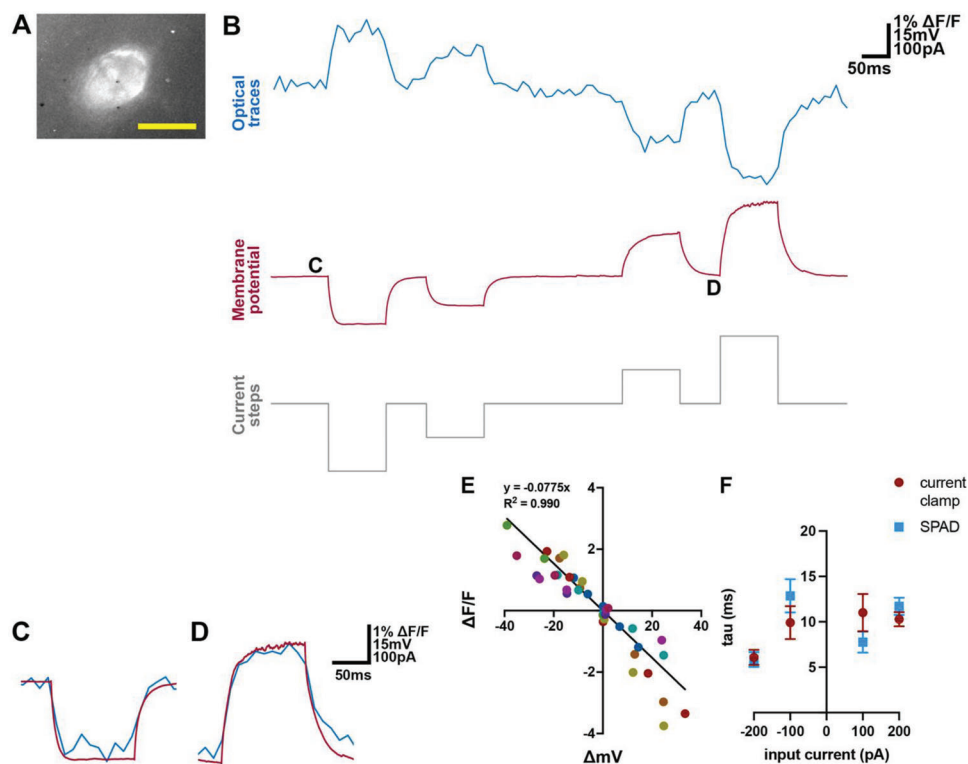 A
B
1% ΔF/F
15mV
100pA
50ms
Optical
traces
C
Membrane
potential
D
Current
steps
E
y = -0.0775x
R² = 0.990
4
2
-40
-20
0
20
40
-2
-4
ΔF/F
ΔmV
F
current
clamp
SPAD
20
15
10
5
tau (ms)
-200
-100
0
100
200
input current (pA)
C
D
1% ΔF/F
15mV
100pA
50ms